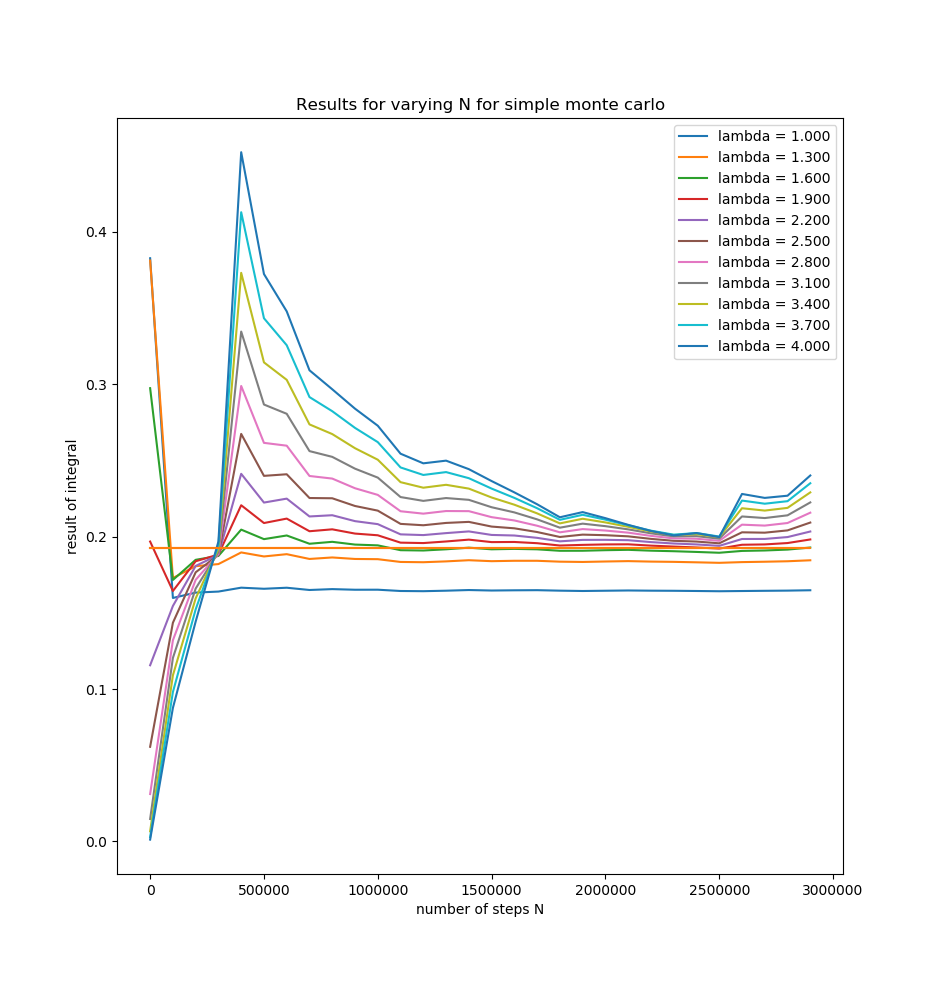 Results for varying N for simple monte carlo
lambda = 1.000
lambda = 1.300
lambda = 1.600
lambda = 1.900
lambda = 2.200
lambda = 2.500
lambda = 2.800
lambda = 3.100
lambda = 3.400
lambda = 3.700
lambda = 4.000
result of integral
0.4
0.3
0.2
0.1
0.0
0 500000 1000000 1500000 2000000 2500000 3000000
number of steps N